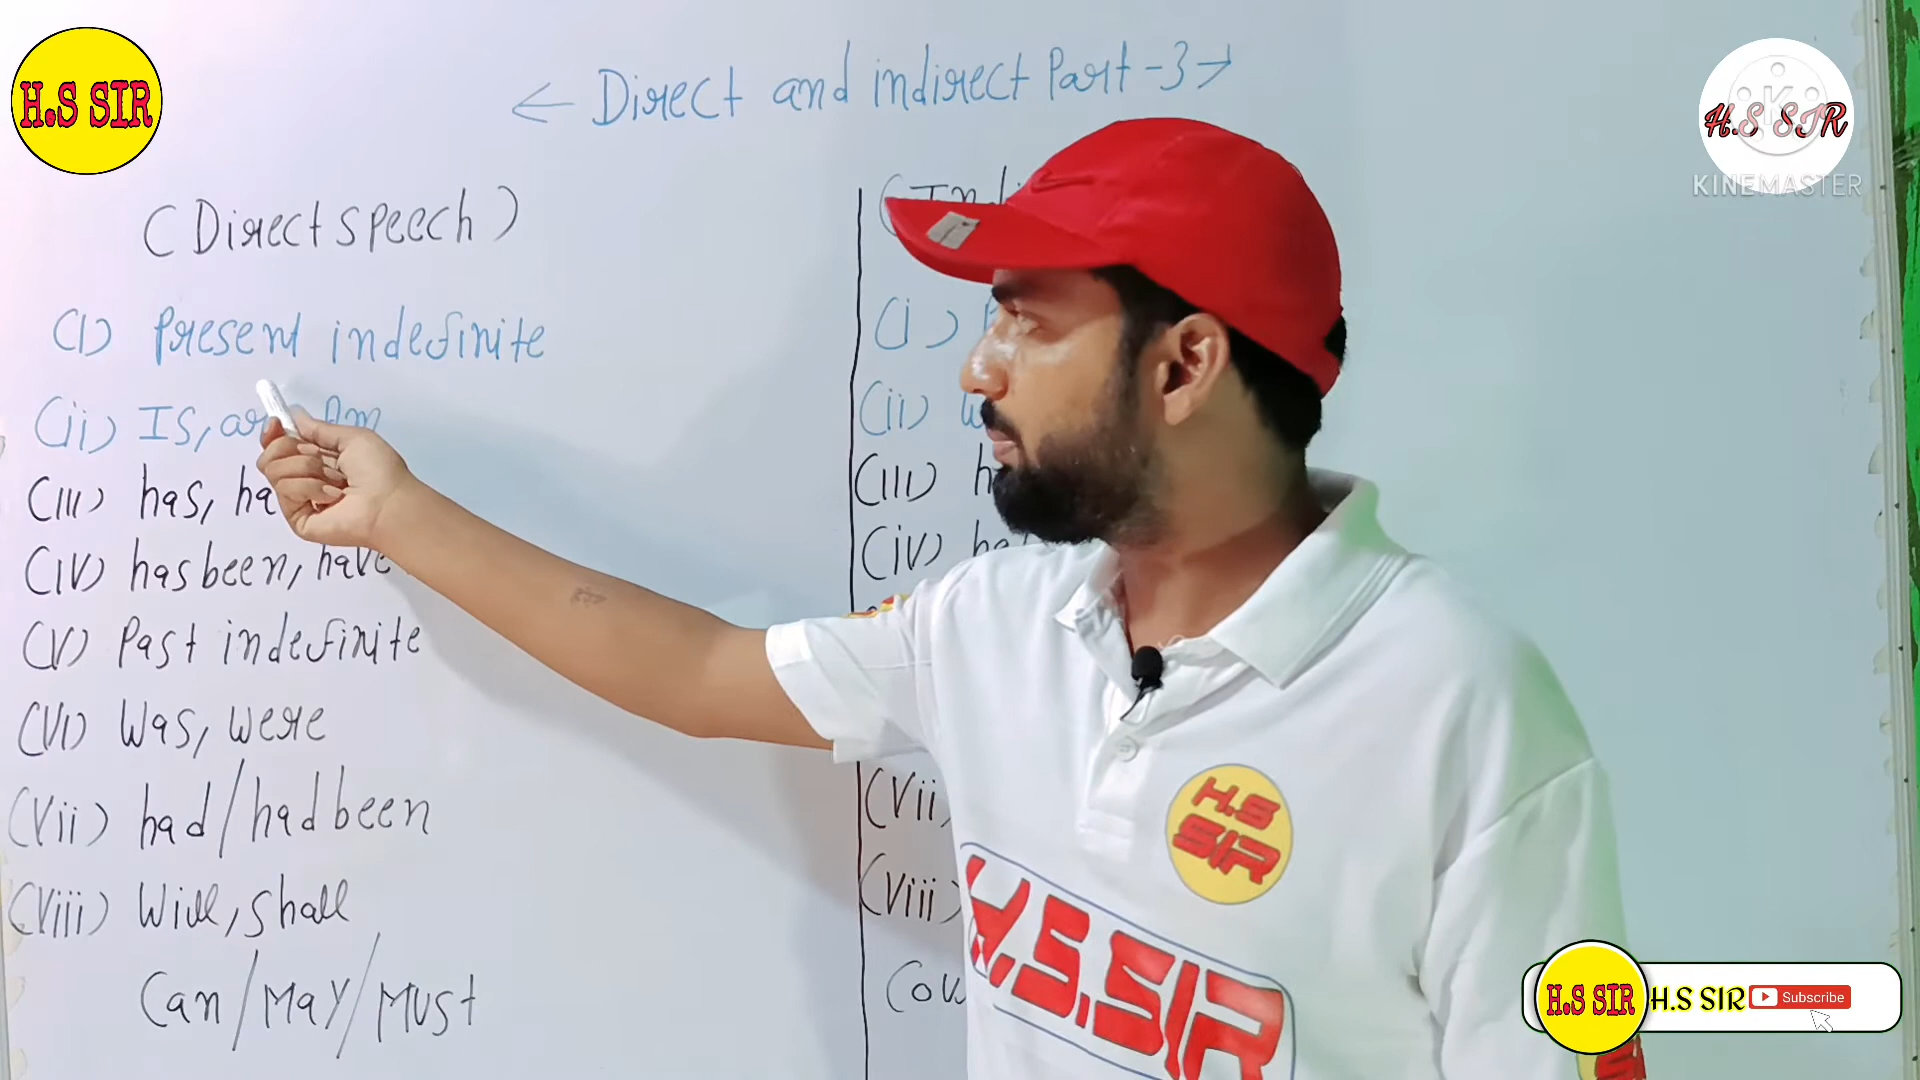 H.S SIR
← Direct and indirect Part-3 →
H.S SIR
KINEMASTER
(Direct speech)
(I) Present indefinite
(ii) Is, are, Am
(III) has,
(IV) has been, have
(V) Past indefinite
(VI) Was, were
(Vii) had/had been
(Viii) Will, shall
Can/May/Must
(i)
(ii)
(III)
(iv)
(Vii)
(Viii)
H.S
SIR
H.S.SIR
H.S SIR
H.S SIR
Subscribe